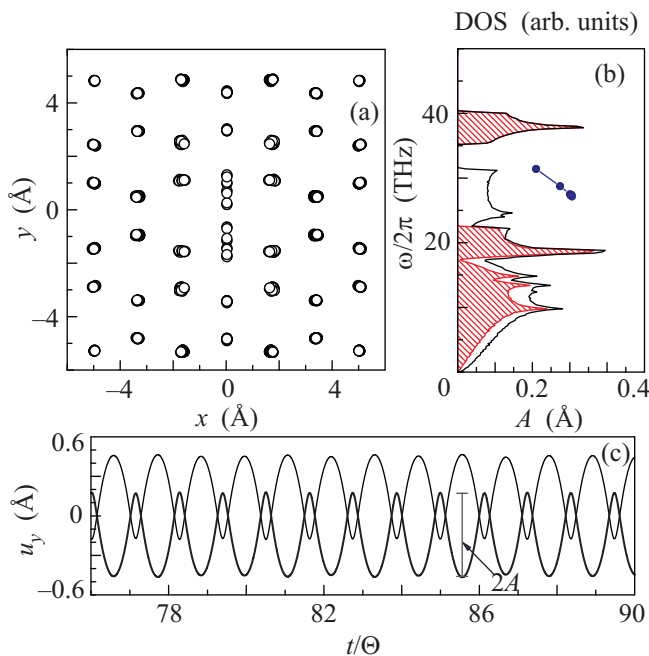 DOS (arb. units)
4
0
−4
y (Å)
(a)
−4
0
4
x (Å)
40
20
0
ω/2π (THz)
(b)
0.2
0.4
A (Å)
0.6
0
−0.6
u_y (Å)
(c)
2A
78
82
86
90
t/Θ